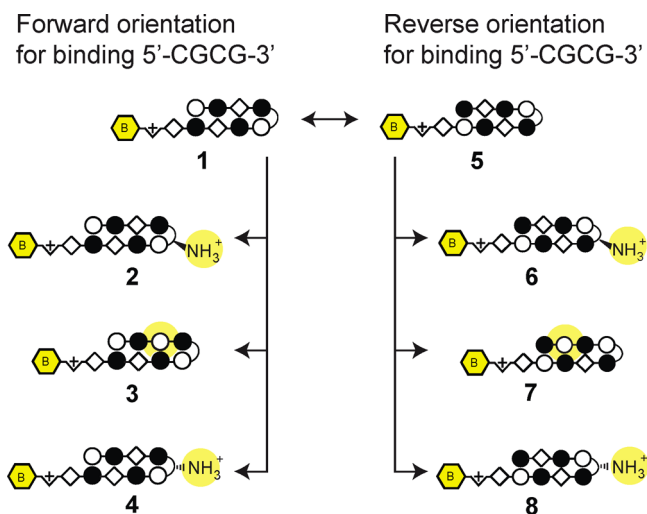 Forward orientation
for binding 5'-CGCG-3'
Reverse orientation
for binding 5'-CGCG-3'
B +
1
B +
5
B + NH3+
2
B + NH3+
6
B +
3
B +
7
B + NH3+
4
B + NH3+
8